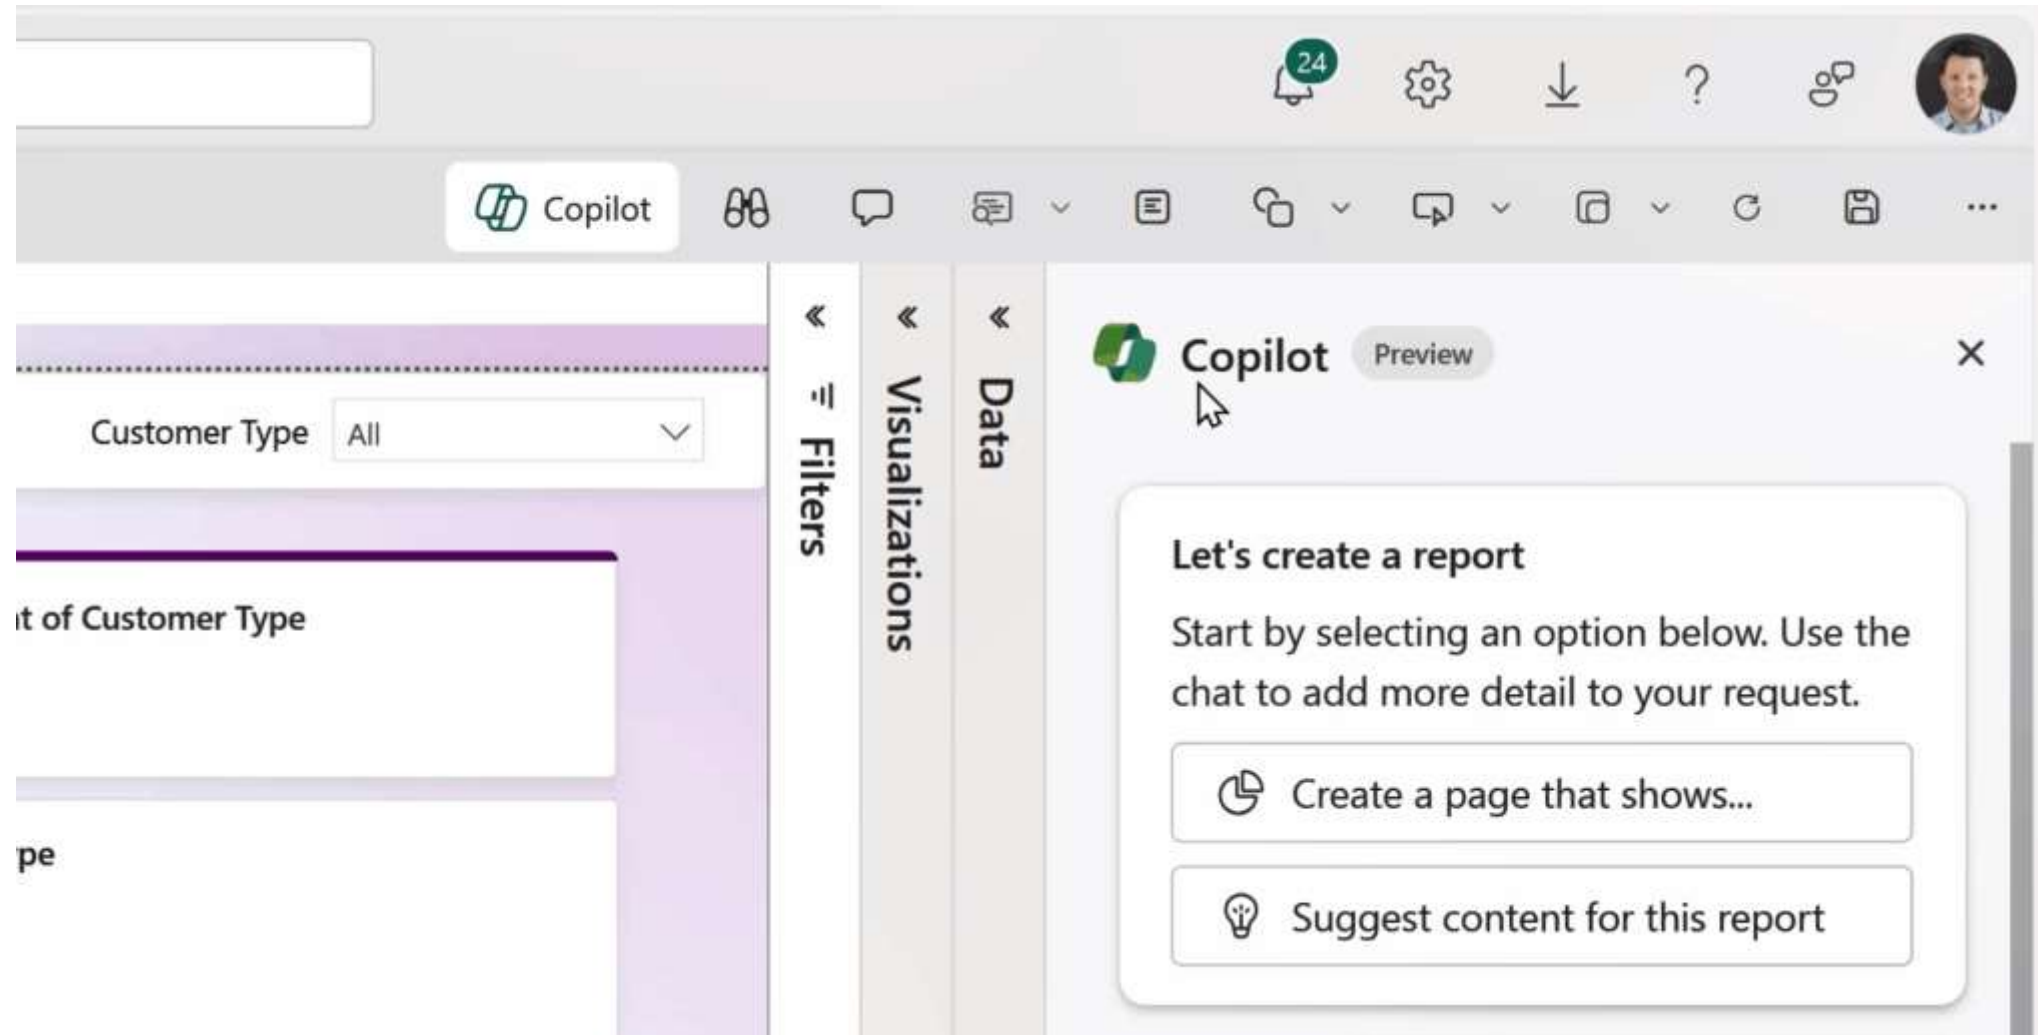 24
Copilot
Customer Type All
t of Customer Type
pe
Filters
Visualizations
Data
Copilot Preview
Let's create a report
Start by selecting an option below. Use the
chat to add more detail to your request.
Create a page that shows...
Suggest content for this report